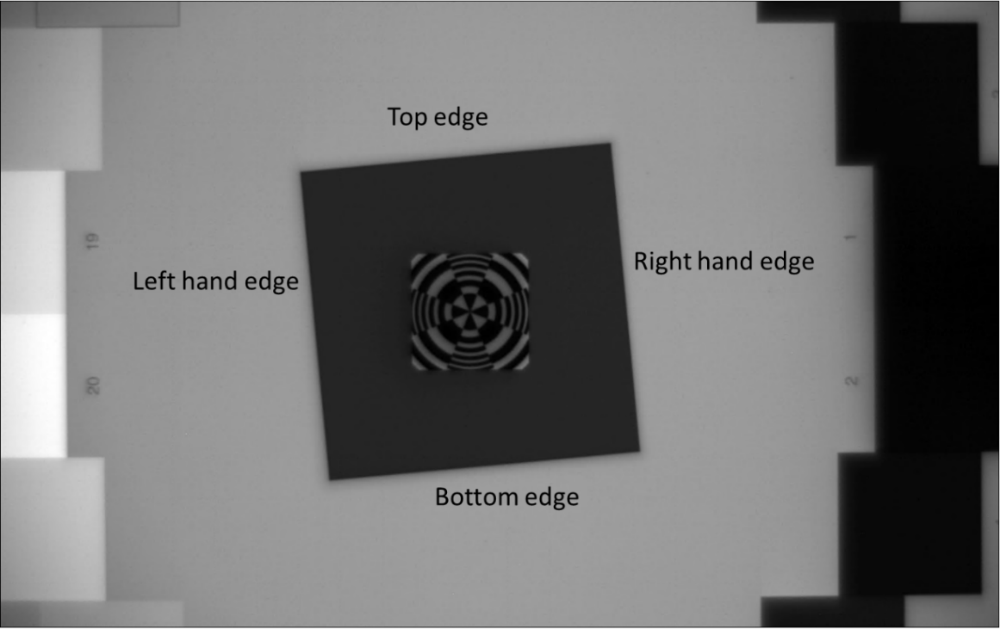 Top edge
19
1
Right hand edge
Left hand edge
20
2
Bottom edge